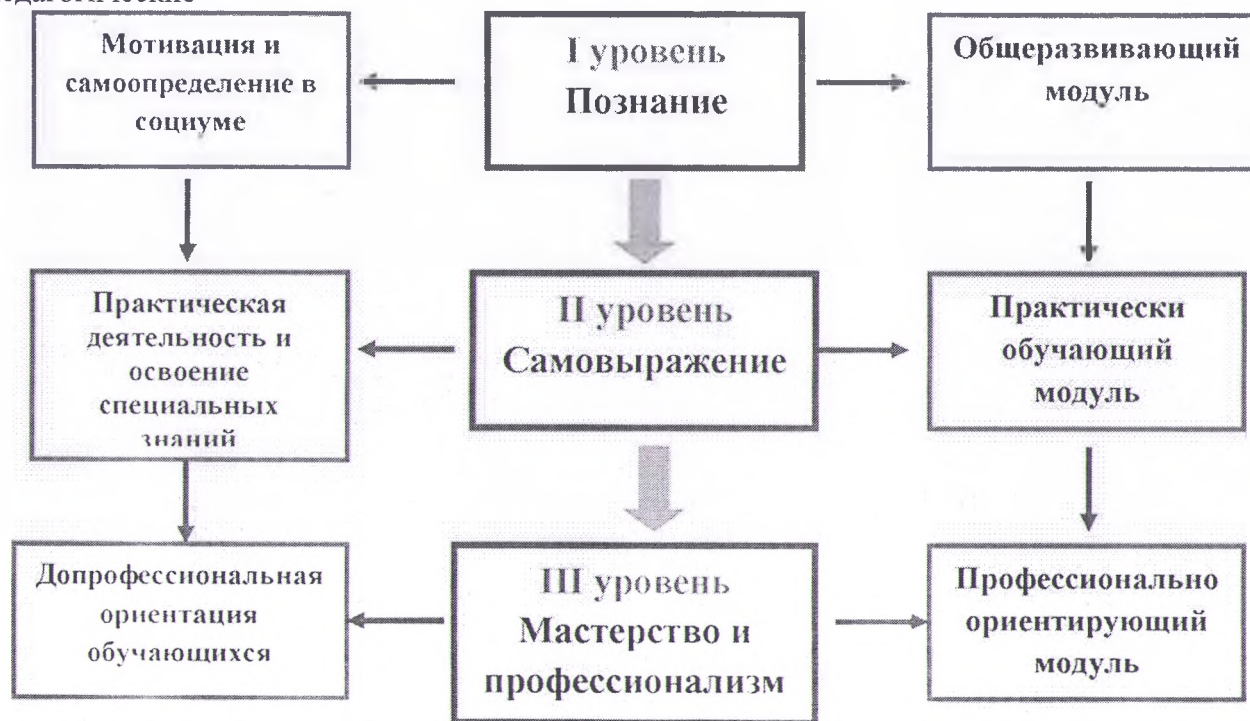 Мотивация и
самоопределение в
социуме
I уровень
Познание
Общеразвивающий
модуль
Практическая
деятельность и
освоение
специальных
знаний
II уровень
Самовыражение
Практически
обучающий
модуль
Допрофессиональная
ориентация
обучающихся
III уровень
Мастерство и
профессионализм
Профессионально
ориентирующий
модуль